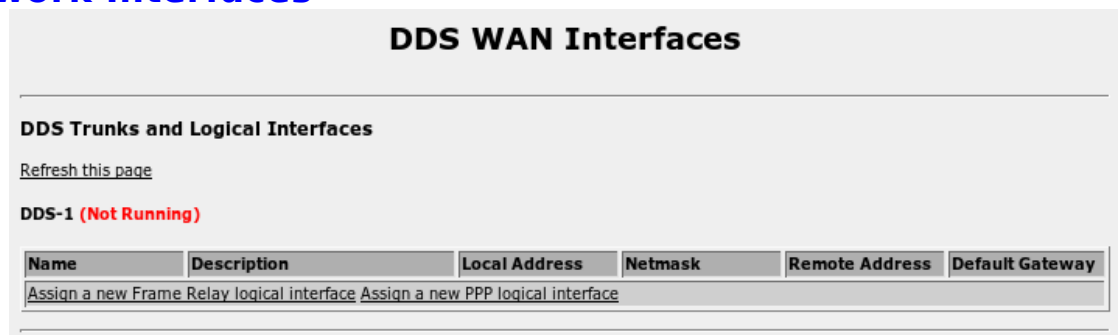 DDS WAN Interfaces
DDS Trunks and Logical Interfaces
Refresh this page
DDS-1 (Not Running)
Name Description Local Address Netmask Remote Address Default Gateway
Assign a new Frame Relay logical interface Assign a new PPP logical interface